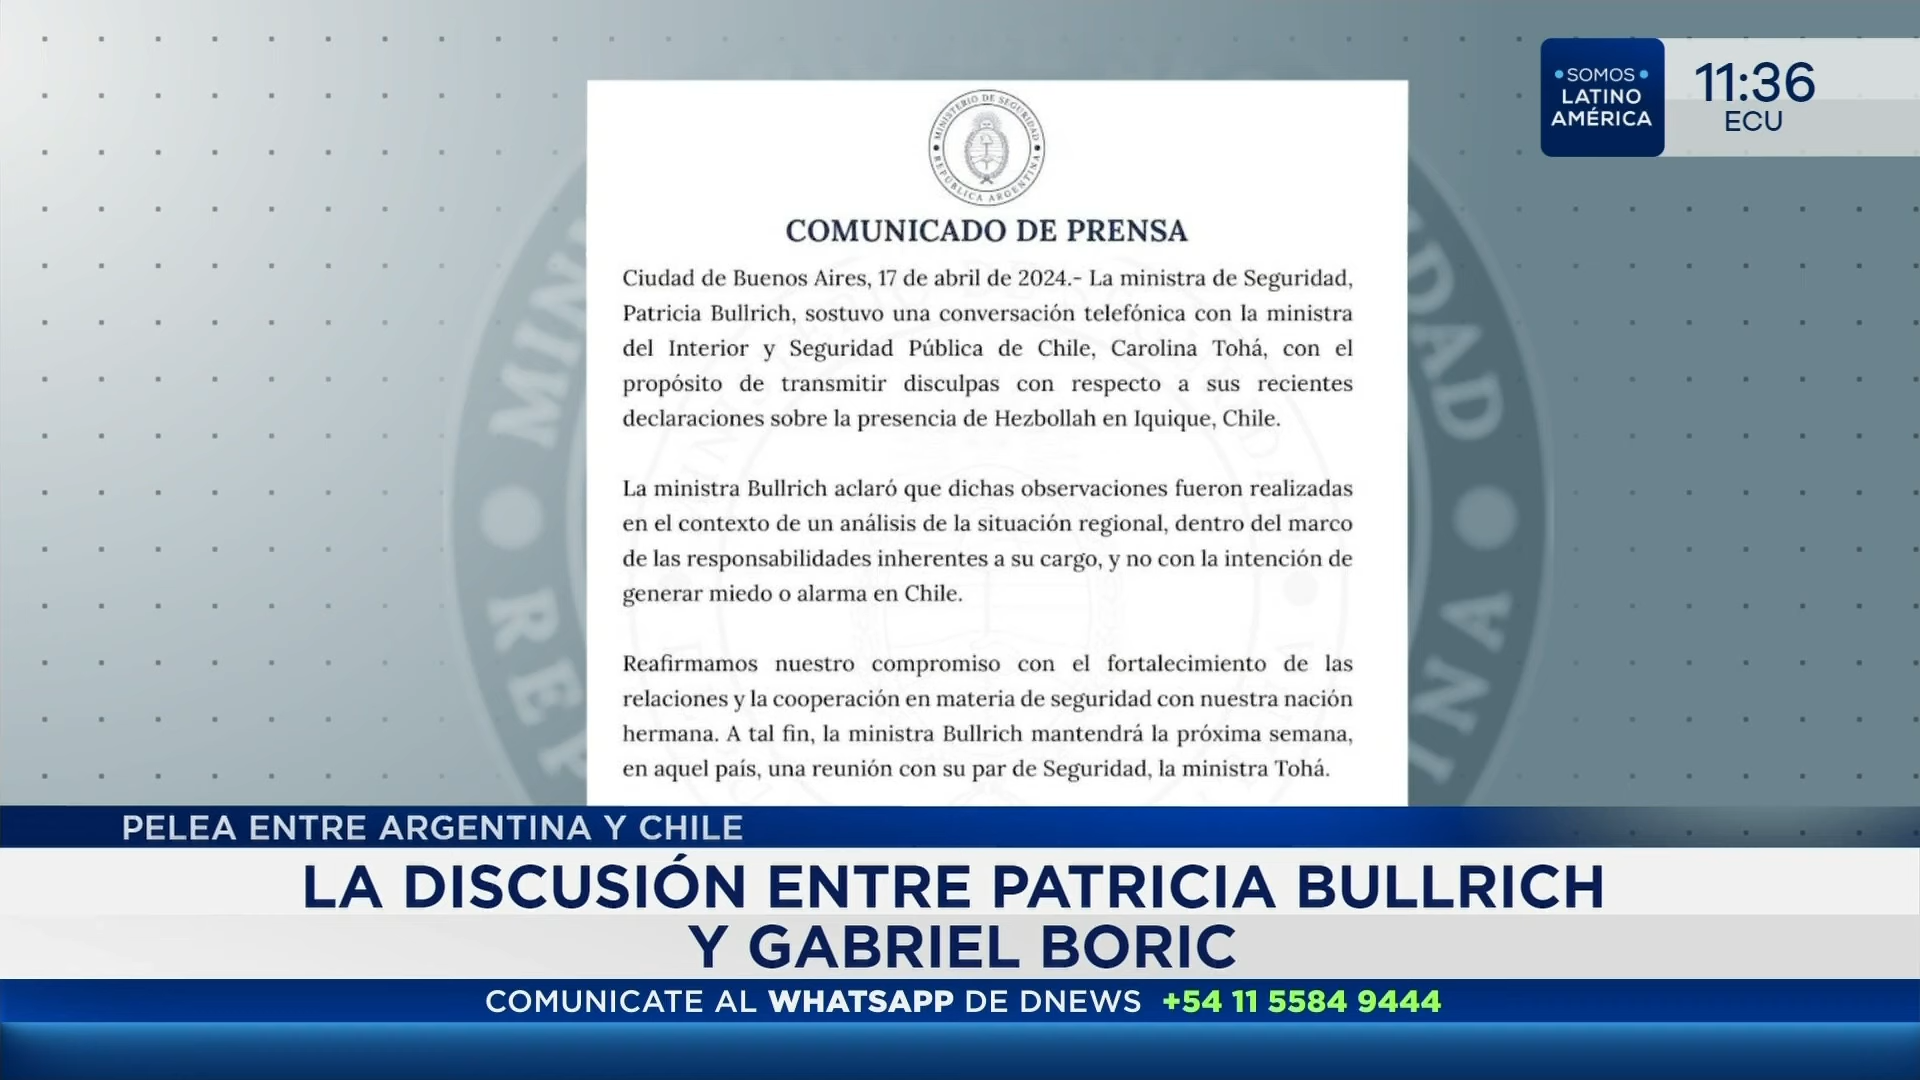 • SOMOS •
LATINO
AMÉRICA
11:36
ECU
MINISTERIO DE SEGURIDAD
REPÚBLICA ARGENTINA
COMUNICADO DE PRENSA
Ciudad de Buenos Aires, 17 de abril de 2024.- La ministra de Seguridad,
Patricia Bullrich, sostuvo una conversación telefónica con la ministra
del Interior y Seguridad Pública de Chile, Carolina Tohá, con el
propósito de transmitir disculpas con respecto a sus recientes
declaraciones sobre la presencia de Hezbollah en Iquique, Chile.
La ministra Bullrich aclaró que dichas observaciones fueron realizadas
en el contexto de un análisis de la situación regional, dentro del marco
de las responsabilidades inherentes a su cargo, y no con la intención de
generar miedo o alarma en Chile.
Reafirmamos nuestro compromiso con el fortalecimiento de las
relaciones y la cooperación en materia de seguridad con nuestra nación
hermana. A tal fin, la ministra Bullrich mantendrá la próxima semana,
en aquel país, una reunión con su par de Seguridad, la ministra Tohá.
PELEA ENTRE ARGENTINA Y CHILE
LA DISCUSIÓN ENTRE PATRICIA BULLRICH
Y GABRIEL BORIC
COMUNICATE AL WHATSAPP DE DNEWS +54 11 5584 9444